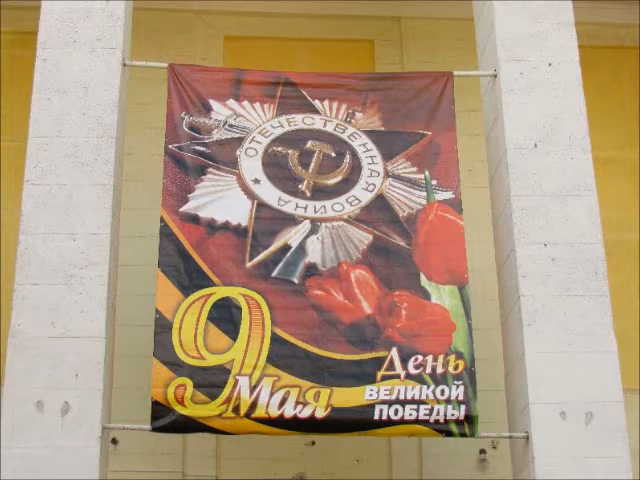 ОТЕЧЕСТВЕННАЯ ВОЙНА
9 Мая
День
ВЕЛИКОЙ
ПОБЕДЫ